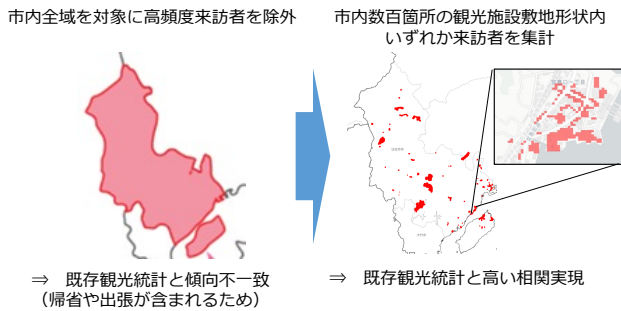 市内全域を対象に高頻度来訪者を除外
⇒ 既存観光統計と傾向不一致
（帰省や出張が含まれるため）
市内数百箇所の観光施設敷地形状内
いずれか来訪者を集計
⇒ 既存観光統計と高い相関実現